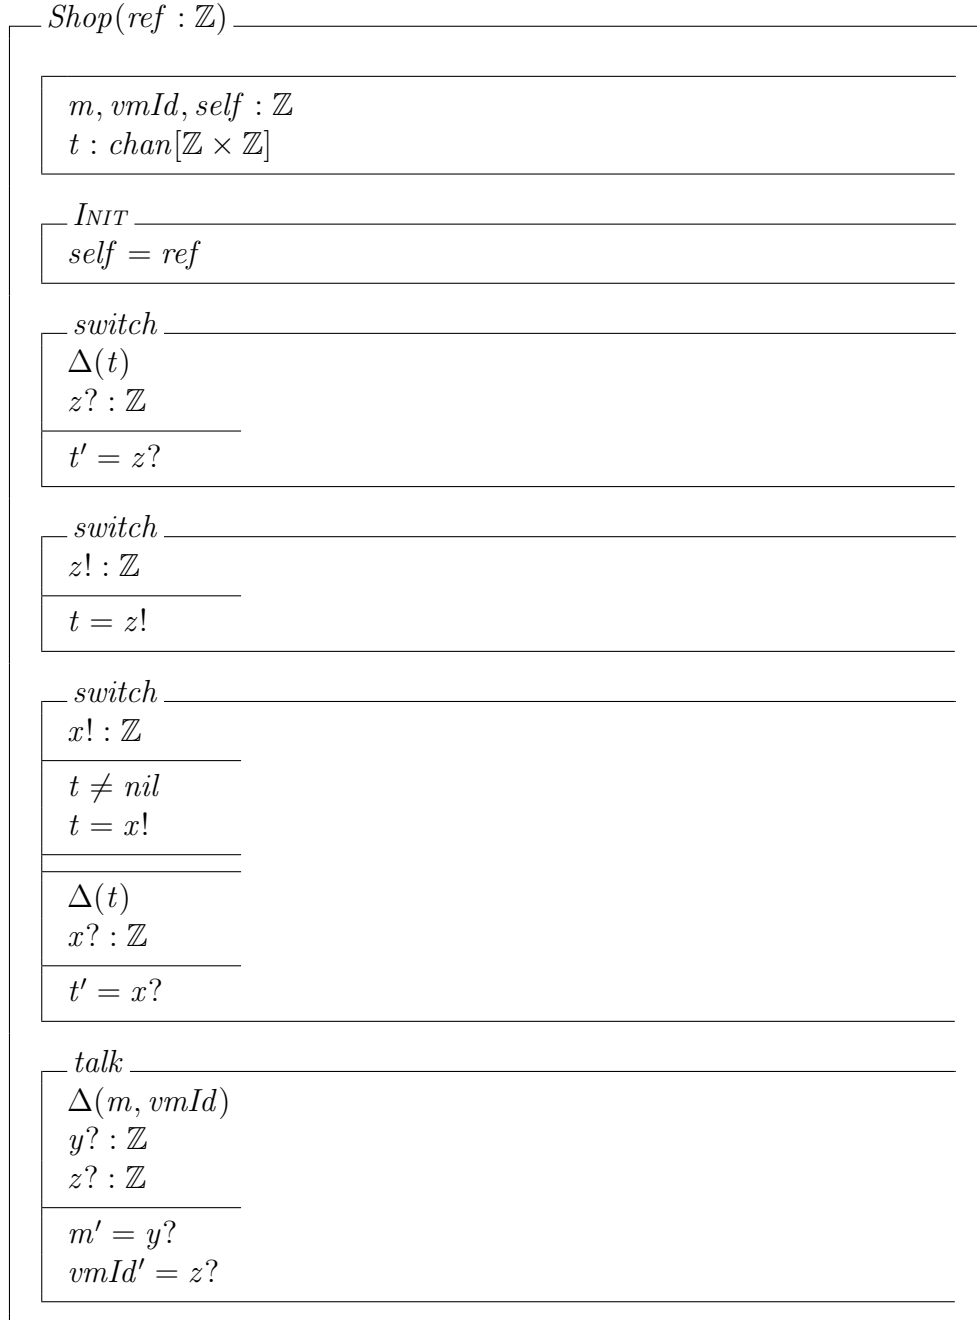 Shop(ref : ℤ)
m, vmId, self : ℤ
t : chan[ℤ × ℤ]
INIT
self = ref
switch
Δ(t)
z? : ℤ
t′ = z?
switch
z! : ℤ
t = z!
switch
x! : ℤ
t ≠ nil
t = x!
Δ(t)
x? : ℤ
t′ = x?
talk
Δ(m, vmId)
y? : ℤ
z? : ℤ
m′ = y?
vmId′ = z?